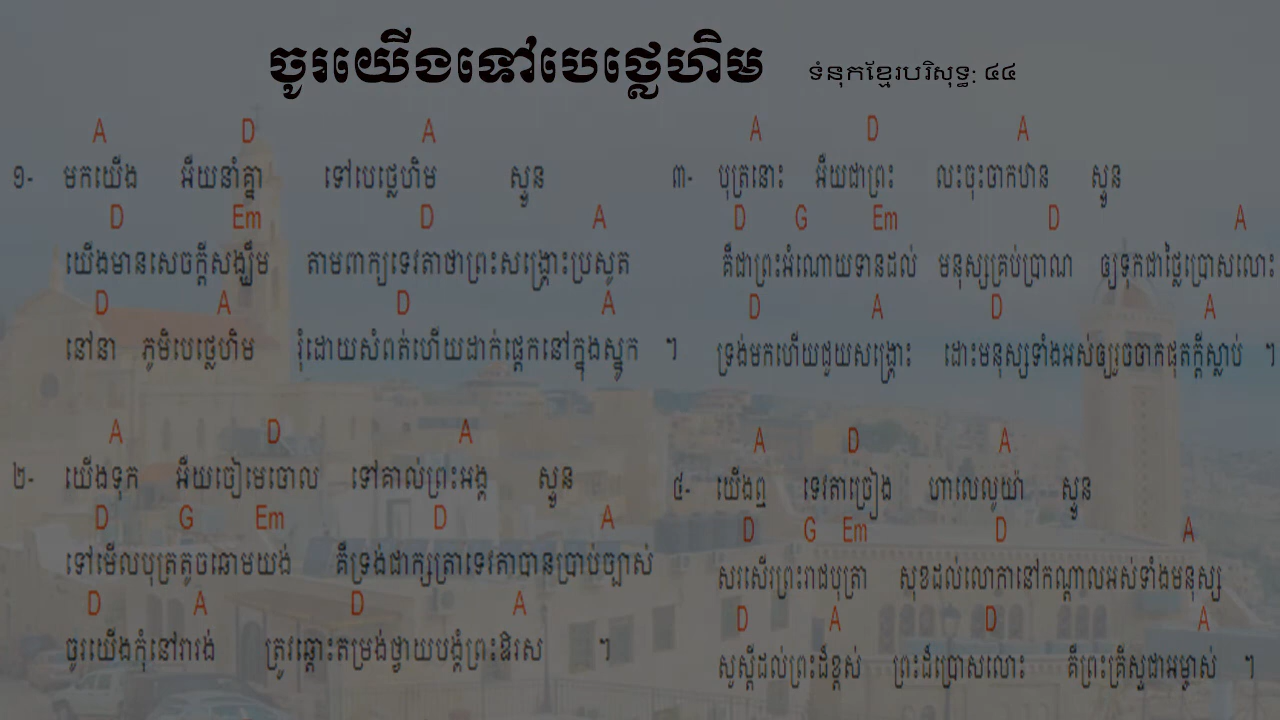 ចូរយើងទៅបេថ្លេហិម ទំនុកខ្មែរបរិសុទ្ធ: ៤៤
A D A
១- មកយើង អីយនាំគ្នា ទៅបេថ្លេហិម ស្ទួន
D Em D A
យើងមានសេចក្ដីសង្ឃឹម តាមពាក្យទេវតាថាព្រះសង្គ្រោះប្រសូត
D A D A
នៅនា ភូមិបេថ្លេហិម រុំដោយសំពត់ហើយដាក់ផ្ដេកនៅក្នុងស្នូក ។
A D A
២- យើងទុក អីយចៀមេចោល ទៅគាល់ព្រះអង្គ ស្ទួន
D G Em D A
ទៅមើលបុត្រតូចឆោមយង់ គឺទ្រង់ជាក្សត្រាទេវតាបានប្រាប់ច្បាស់
D A D A
ចូរយើងកុំនៅរារង់ ត្រូវឆ្ពោះតម្រង់ថ្វាយបង្គំព្រះឱរស ។
A D A
៣- បុត្រនោះ អីយជាព្រះ លះចុះចាកឋាន ស្ទួន
D G Em D A
គឺជាព្រះអំណោយទានដល់ មនុស្សគ្រប់ប្រាណ ឲ្យទុកជាថ្លៃប្រោសលោះ
D A D A
ទ្រង់មកហើយជួយសង្គ្រោះ ដោះមនុស្សទាំងអស់ឲ្យរួចចាកផុតក្ដីស្លាប់ ។
A D A
៤- យើងឮ ទេវតាច្រៀង ហាលេលូយ៉ា ស្ទួន
D G Em D A
សរសើរព្រះរាជបុត្រា សុខដល់លោកានៅកណ្ដាលអស់ទាំងមនុស្ស
D A D A
សួស្ដីដល់ព្រះដ៏ខ្ពស់ ព្រះដ៏ប្រោសលោះ គឺព្រះគ្រីស្ទជាអម្ចាស់ ។